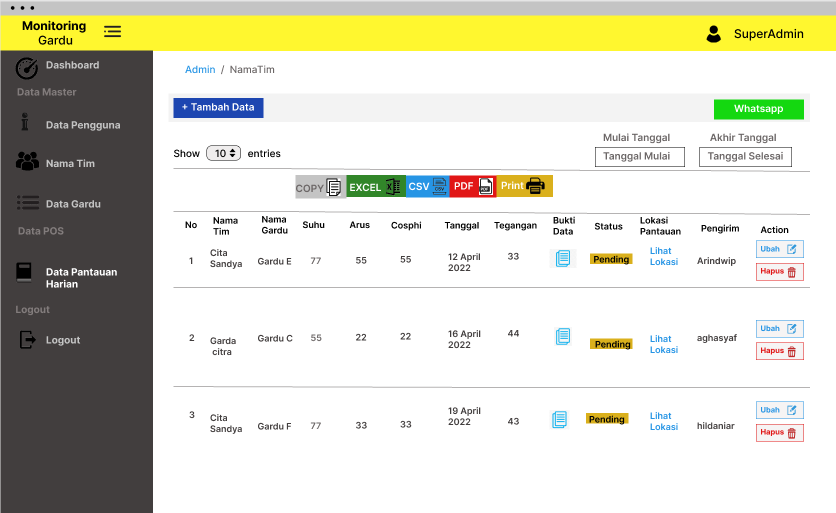 Monitoring
Gardu
SuperAdmin
Dashboard
Data Master
Data Pengguna
Nama Tim
Data Gardu
Data POS
Data Pantauan
Harian
Logout
Logout
Admin / NamaTim
+ Tambah Data
Whatsapp
Mulai Tanggal
Akhir Tanggal
Show 10 entries
Tanggal Mulai
Tanggal Selesai
COPY
EXCEL
CSV
PDF
Print
No
Nama
Tim
Nama
Gardu
Suhu
Arus
Cosphi
Tanggal
Tegangan
Bukti
Data
Status
Lokasi
Pantauan
Pengirim
Action
1
Cita
Sandya
Gardu E
77
55
55
12 April
2022
33
Pending
Lihat
Lokasi
Arindwip
Ubah
Hapus
2
Garda
citra
Gardu C
55
22
22
16 April
2022
44
Pending
Lihat
Lokasi
aghasyaf
Ubah
Hapus
3
Cita
Sandya
Gardu F
77
33
33
19 April
2022
43
Pending
Lihat
Lokasi
hildaniar
Ubah
Hapus